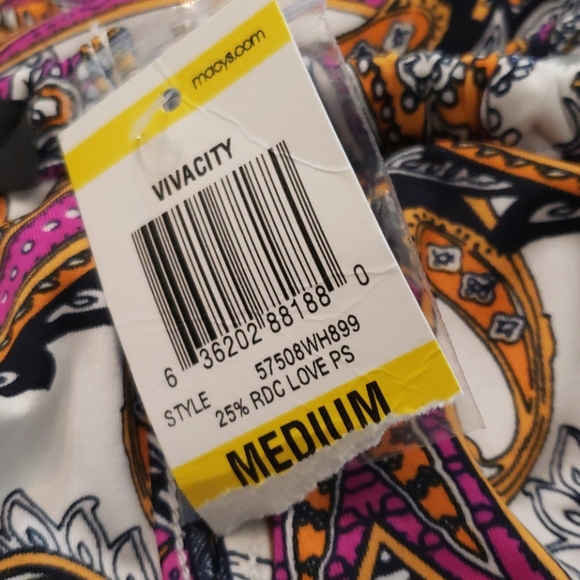 macys.com
VIVACITY
6 36202 88188 0
STYLE 57508WH899
25% RDC LOVE PS
MEDIUM